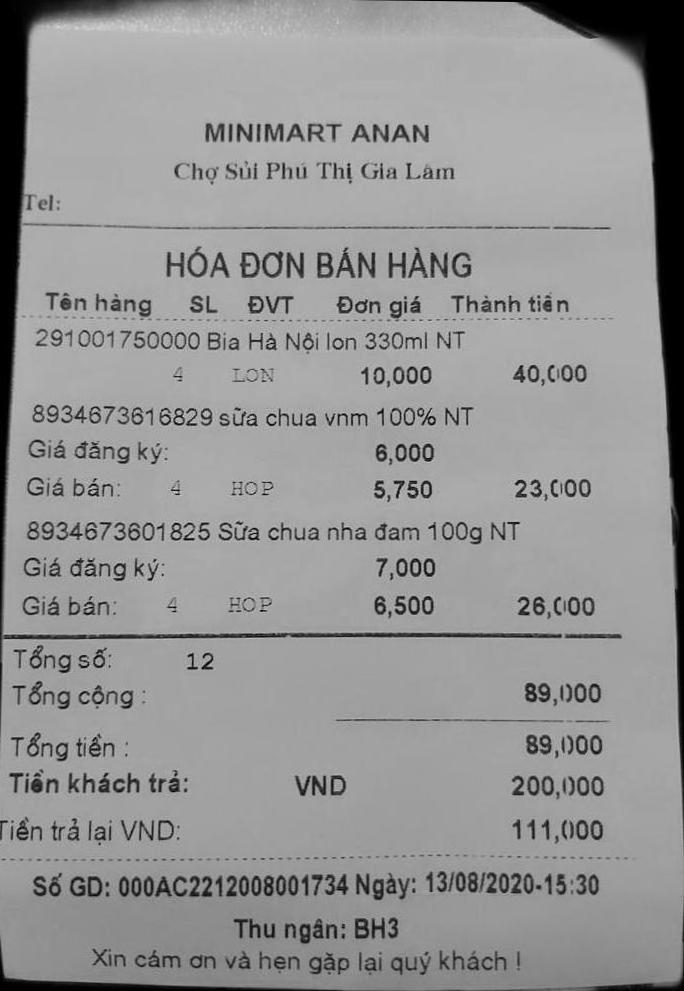 MINIMART ANAN
Chợ Sủi Phú Thị Gia Lâm
Tel:
HÓA ĐƠN BÁN HÀNG
Tên hàng SL ĐVT Đơn giá Thành tiền
291001750000 Bia Hà Nội lon 330ml NT
4 LON 10,000 40,000
8934673616829 sữa chua vnm 100% NT
Giá đăng ký: 6,000
Giá bán: 4 HOP 5,750 23,000
8934673601825 Sữa chua nha đam 100g NT
Giá đăng ký: 7,000
Giá bán: 4 HOP 6,500 26,000
Tổng số: 12
Tổng cộng : 89,000
Tổng tiền : 89,000
Tiền khách trả: VND 200,000
Tiền trả lại VND: 111,000
Số GD: 000AC2212008001734 Ngày: 13/08/2020-15:30
Thu ngân: BH3
Xin cám ơn và hẹn gặp lại quý khách !